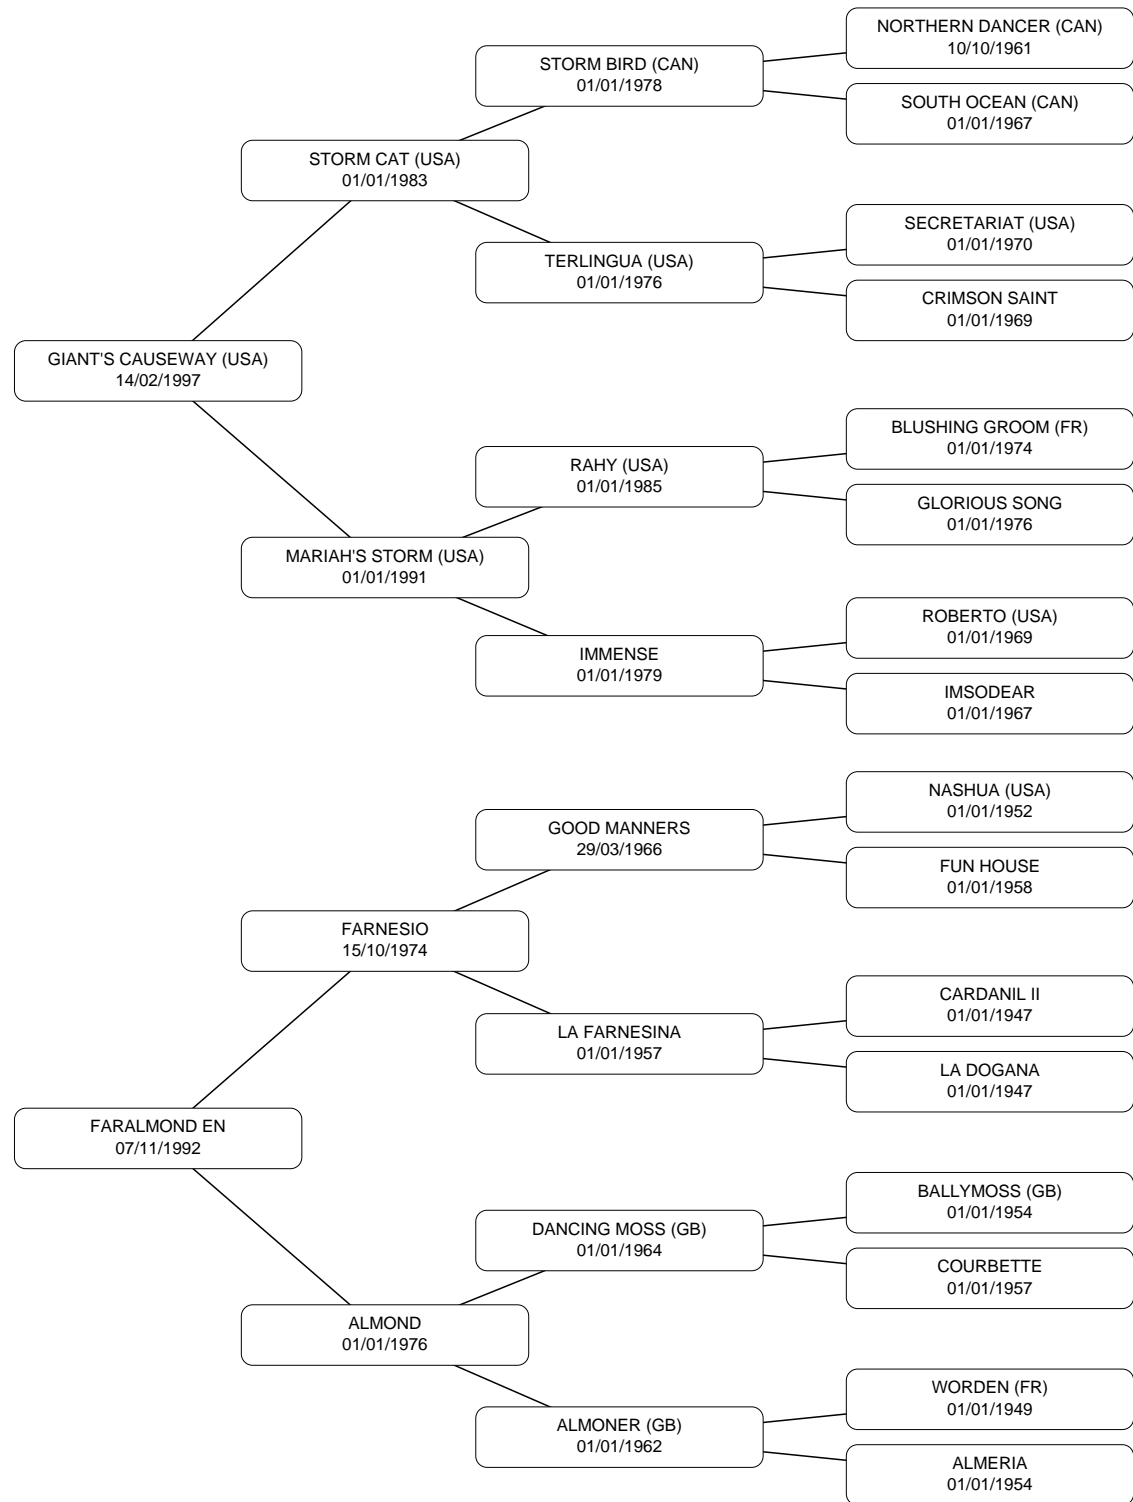 NORTHERN DANCER (CAN)
10/10/1961
STORM BIRD (CAN)
01/01/1978
SOUTH OCEAN (CAN)
01/01/1967
STORM CAT (USA)
01/01/1983
SECRETARIAT (USA)
01/01/1970
TERLINGUA (USA)
01/01/1976
CRIMSON SAINT
01/01/1969
GIANT'S CAUSEWAY (USA)
14/02/1997
BLUSHING GROOM (FR)
01/01/1974
RAHY (USA)
01/01/1985
GLORIOUS SONG
01/01/1976
MARIAH'S STORM (USA)
01/01/1991
ROBERTO (USA)
01/01/1969
IMMENSE
01/01/1979
IMSODEAR
01/01/1967
NASHUA (USA)
01/01/1952
GOOD MANNERS
29/03/1966
FUN HOUSE
01/01/1958
FARNESIO
15/10/1974
CARDANIL II
01/01/1947
LA FARNESINA
01/01/1957
LA DOGANA
01/01/1947
FARALMOND EN
07/11/1992
BALLYMOSS (GB)
01/01/1954
DANCING MOSS (GB)
01/01/1964
COURBETTE
01/01/1957
ALMOND
01/01/1976
WORDEN (FR)
01/01/1949
ALMONER (GB)
01/01/1962
ALMERIA
01/01/1954